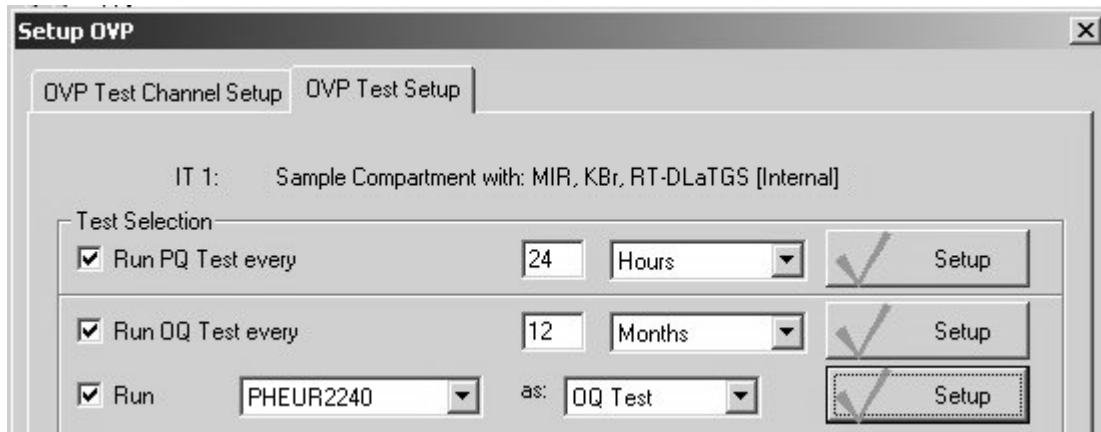 Setup OVP
OVP Test Channel Setup OVP Test Setup
IT 1: Sample Compartment with: MIR, KBr, RT-DLaTGS [Internal]
Test Selection
Run PQ Test every 24 Hours Setup
Run OQ Test every 12 Months Setup
Run PHEUR2240 as: OQ Test Setup